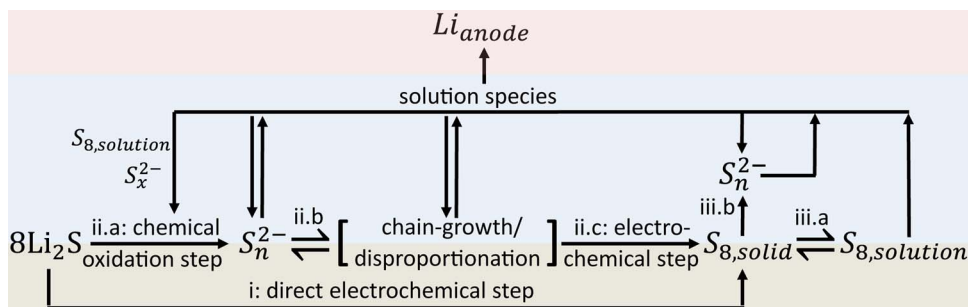 Li_anode
solution species
S_8,solution
S_x^2−
S_n^2−
iii.b
8Li₂S
ii.a: chemical
oxidation step
S_n^2−
ii.b
[ chain-growth/
disproportionation ]
ii.c: electro-
chemical step
S_8,solid
iii.a
S_8,solution
i: direct electrochemical step